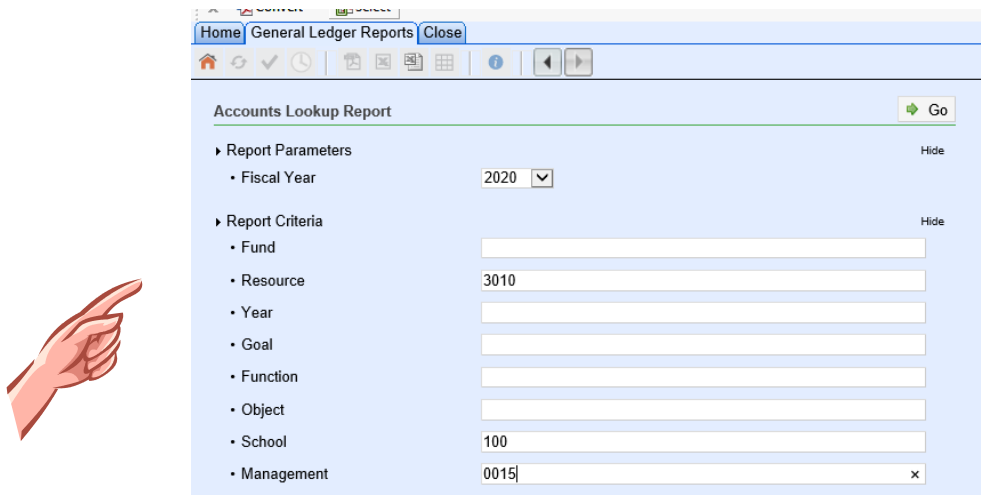 Convert Select
Home General Ledger Reports Close
Accounts Lookup Report Go
Report Parameters Hide
• Fiscal Year 2020
Report Criteria Hide
• Fund
• Resource 3010
• Year
• Goal
• Function
• Object
• School 100
• Management 0015 ×